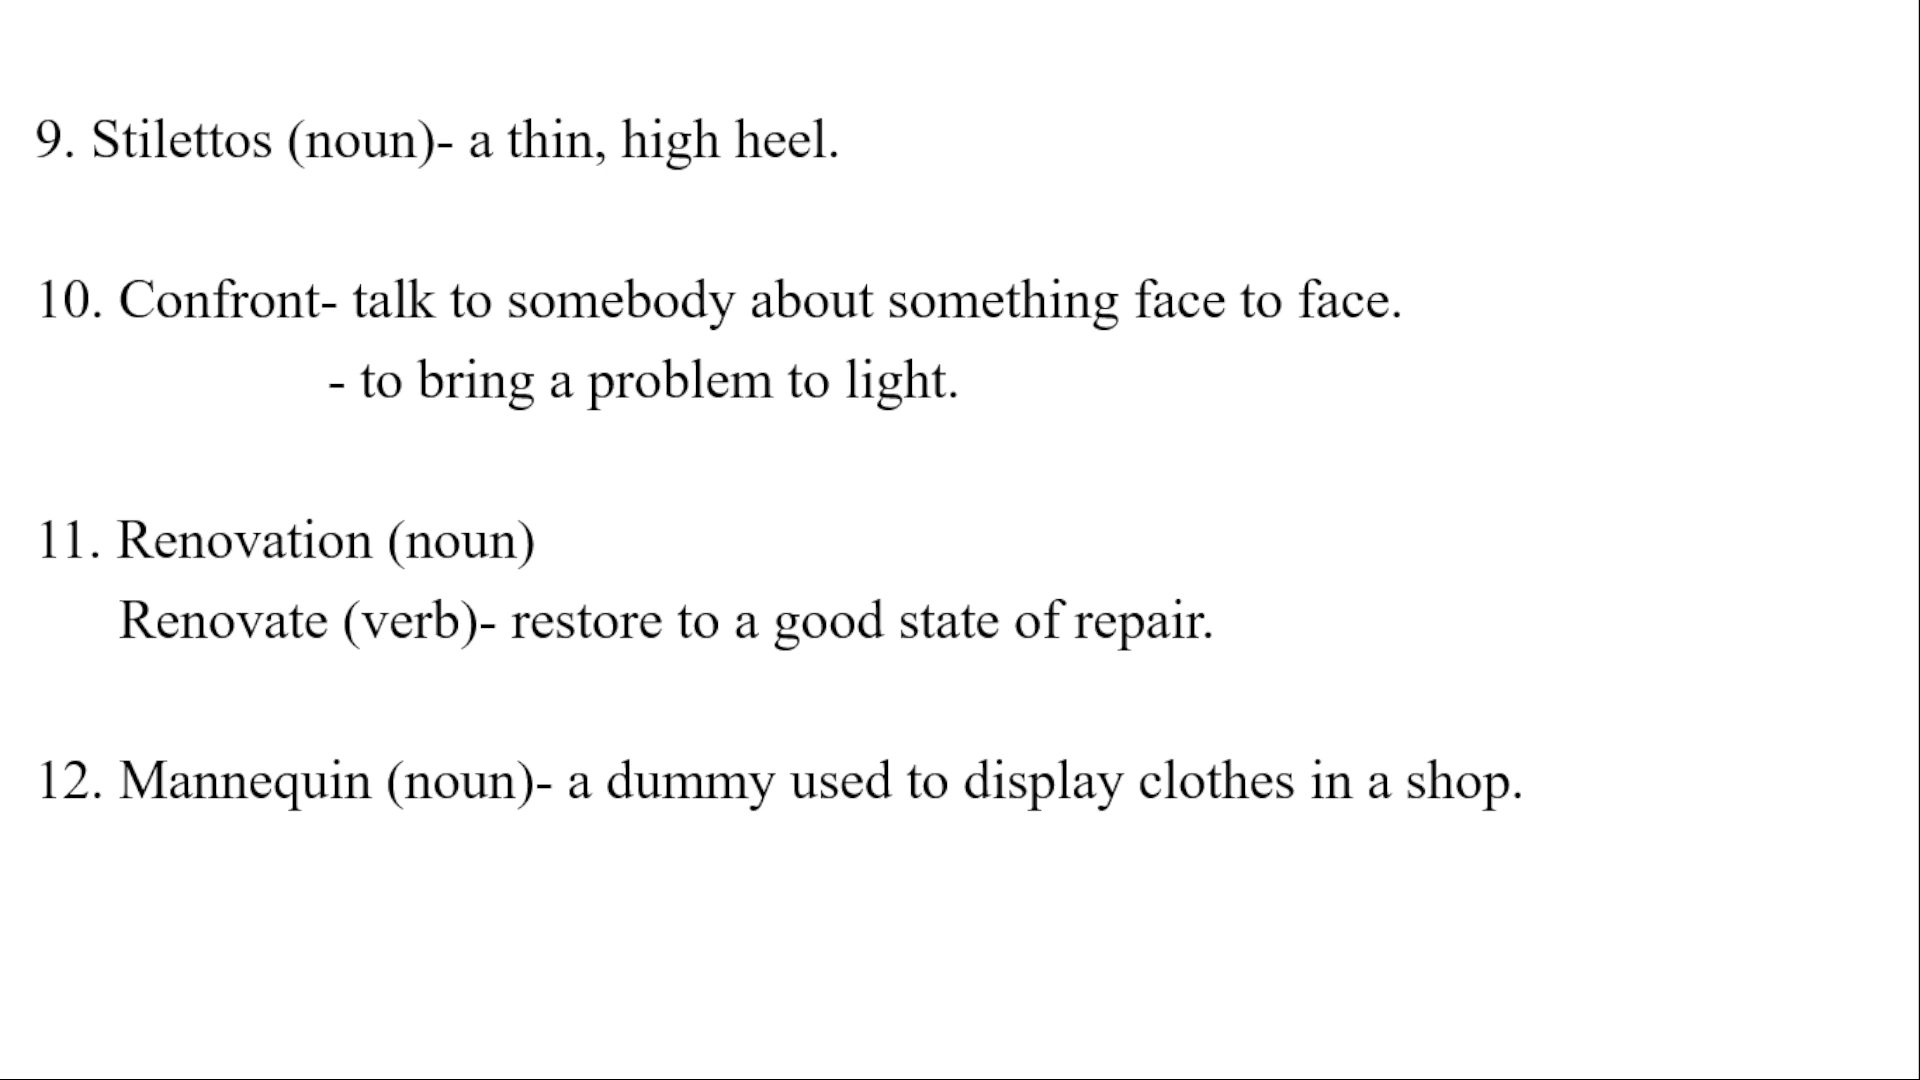 9. Stilettos (noun)- a thin, high heel.
10. Confront- talk to somebody about something face to face.
- to bring a problem to light.
11. Renovation (noun)
Renovate (verb)- restore to a good state of repair.
12. Mannequin (noun)- a dummy used to display clothes in a shop.